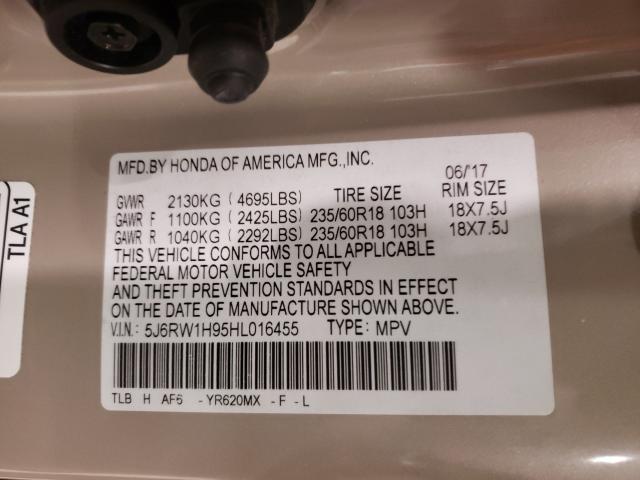 MFD.BY HONDA OF AMERICA MFG.,INC.
06/'17
GVWR 2130KG ( 4695LBS) TIRE SIZE RIM SIZE
GAWR F 1100KG ( 2425LBS) 235/60R18 103H 18X7.5J
GAWR R 1040KG ( 2292LBS) 235/60R18 103H 18X7.5J
THIS VEHICLE CONFORMS TO ALL APPLICABLE
FEDERAL MOTOR VEHICLE SAFETY
AND THEFT PREVENTION STANDARDS IN EFFECT
ON THE DATE OF MANUFACTURE SHOWN ABOVE.
V.I.N.: 5J6RW1H95HL016455 TYPE: MPV
TLB H AF6 - YR620MX - F - L
TLA A1